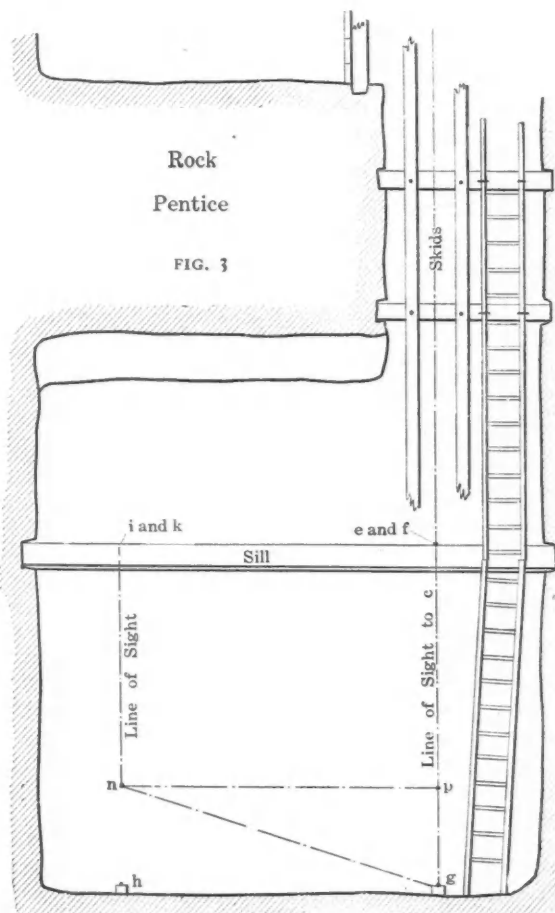 Rock
Pentice
FIG. 3
Skids
i and k
e and f
Sill
Line of Sight
Line of Sight to c
n
p
h
g